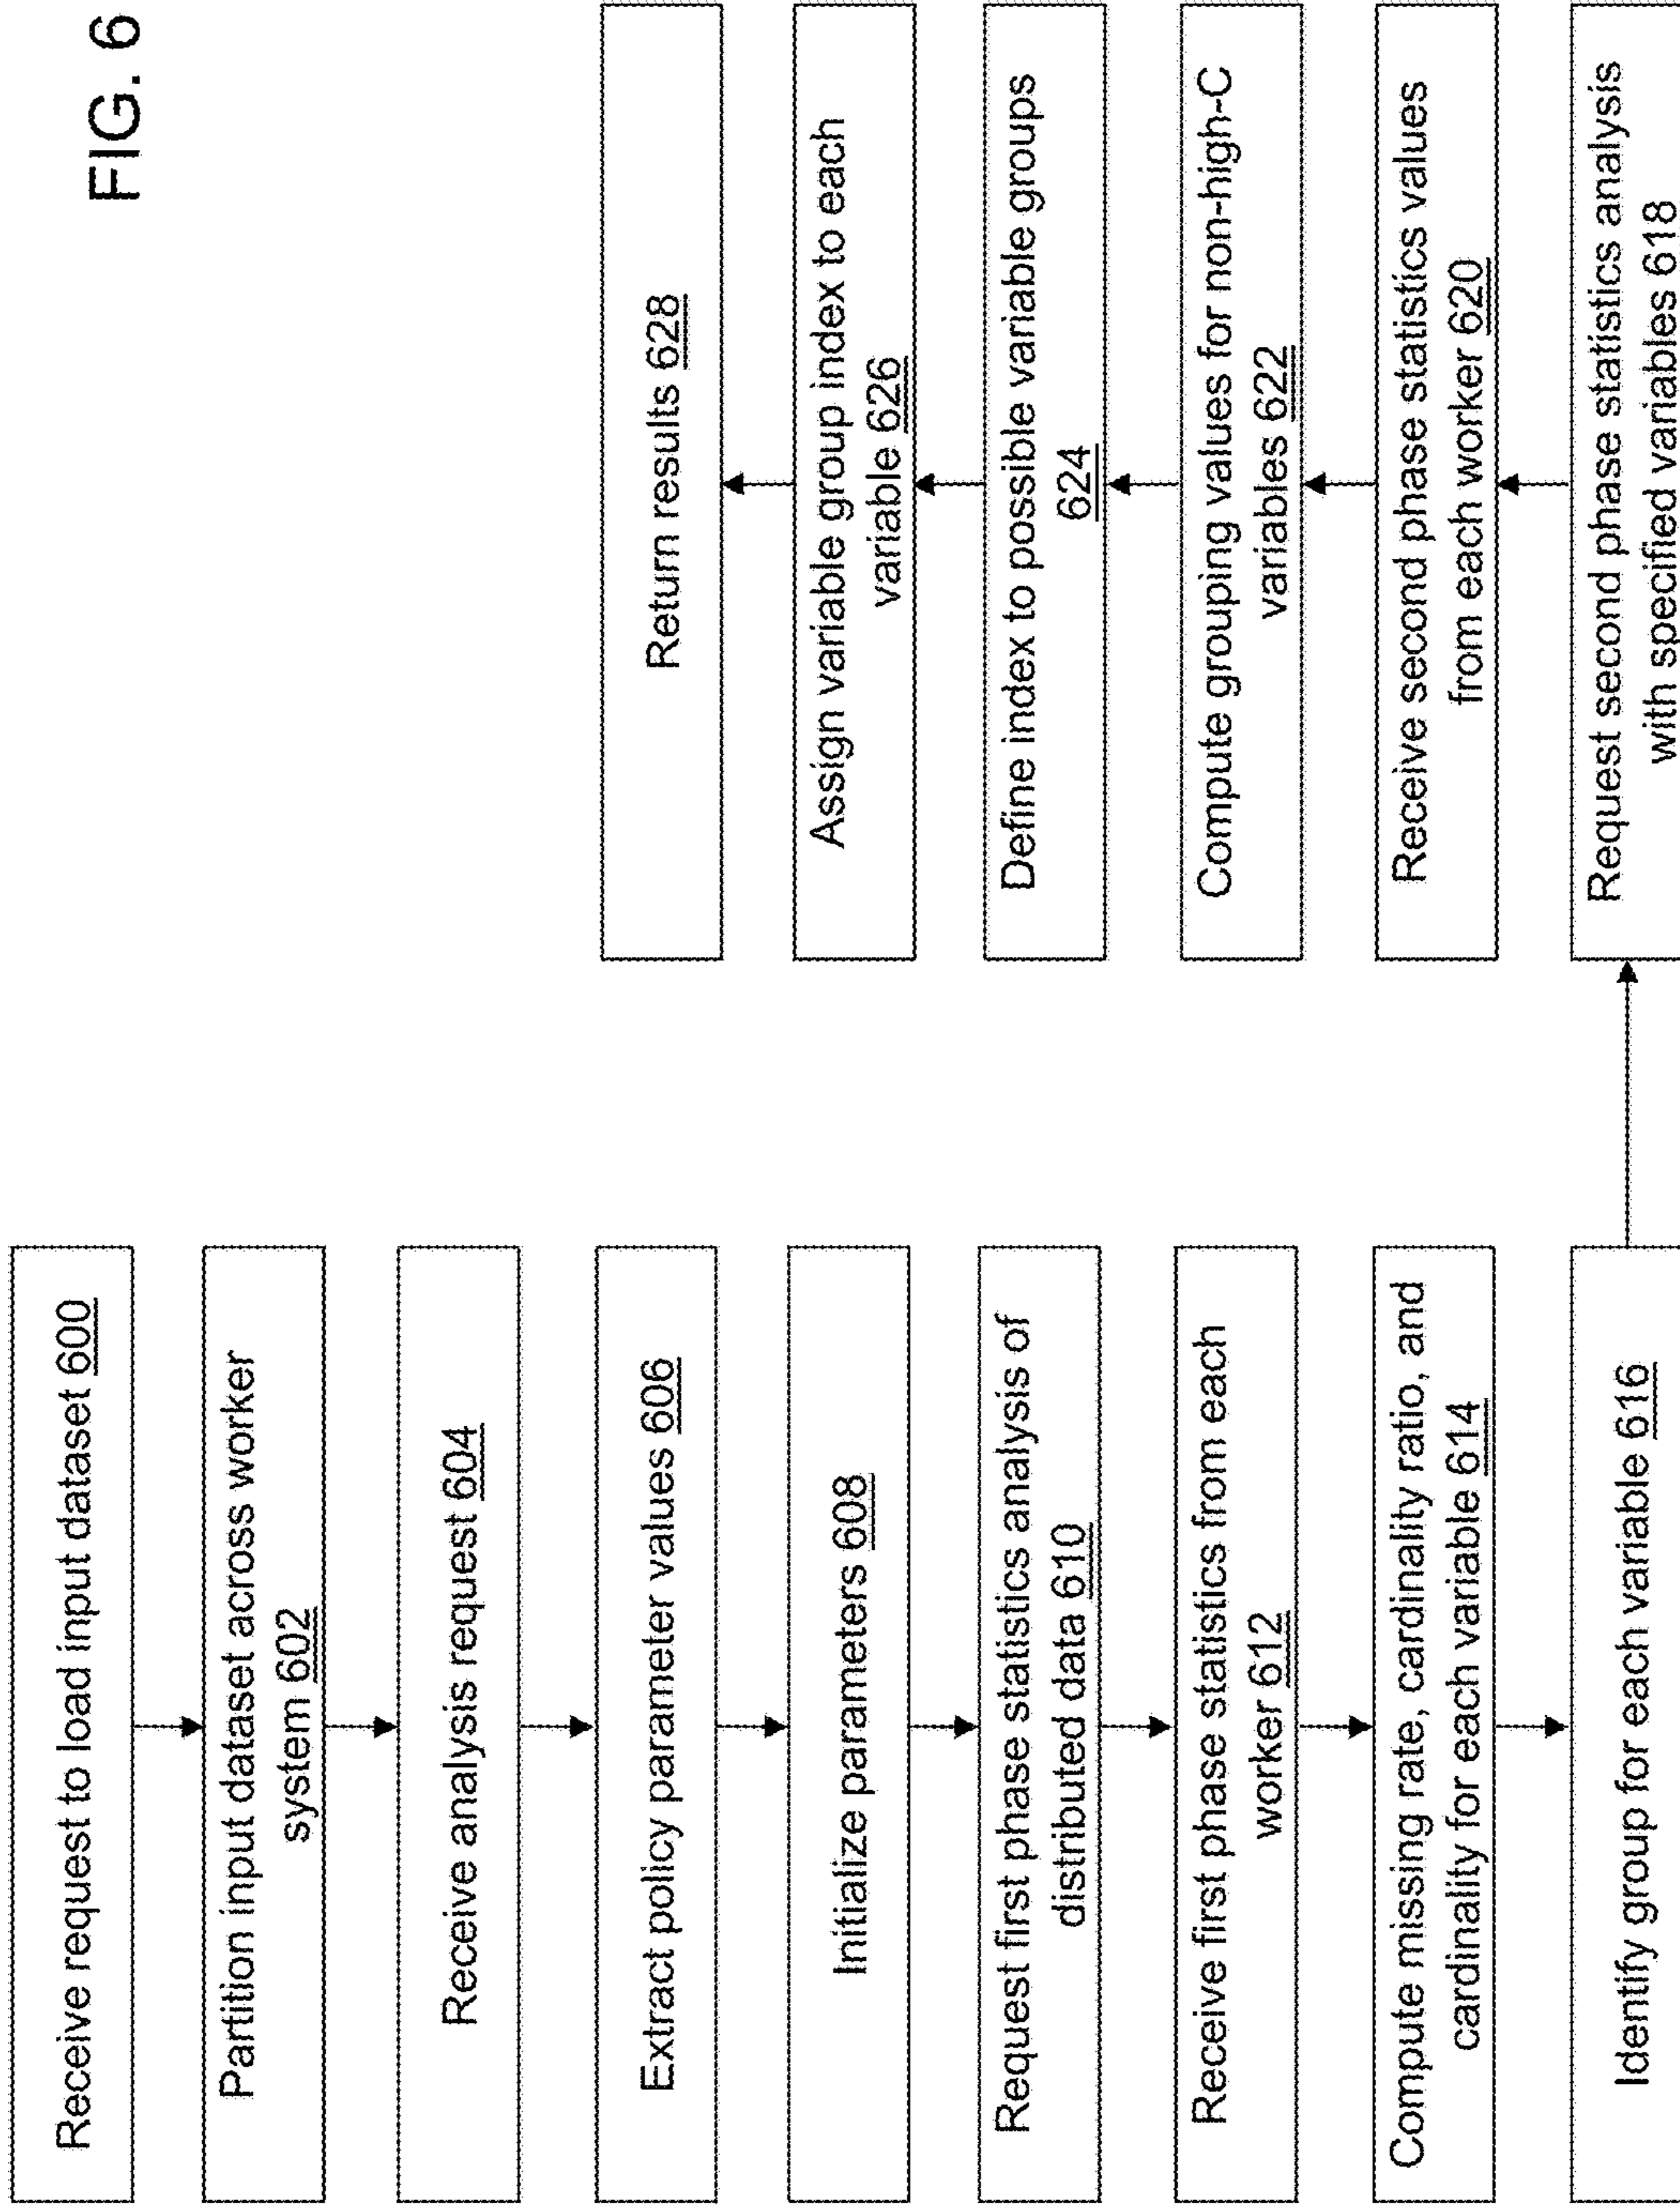 FIG. 6
Receive request to load input dataset 600
Partition input dataset across worker
system 602
Receive analysis request 604
Extract policy parameter values 606
Initialize parameters 608
Request first phase statistics analysis of
distributed data 610
Receive first phase statistics from each
worker 612
Compute missing rate, cardinality ratio, and
cardinality for each variable 614
Identify group for each variable 616
Request second phase statistics analysis
with specified variables 618
Receive second phase statistics values
from each worker 620
Compute grouping values for non-high-C
variables 622
Define index to possible variable groups
624
Assign variable group index to each
variable 626
Return results 628